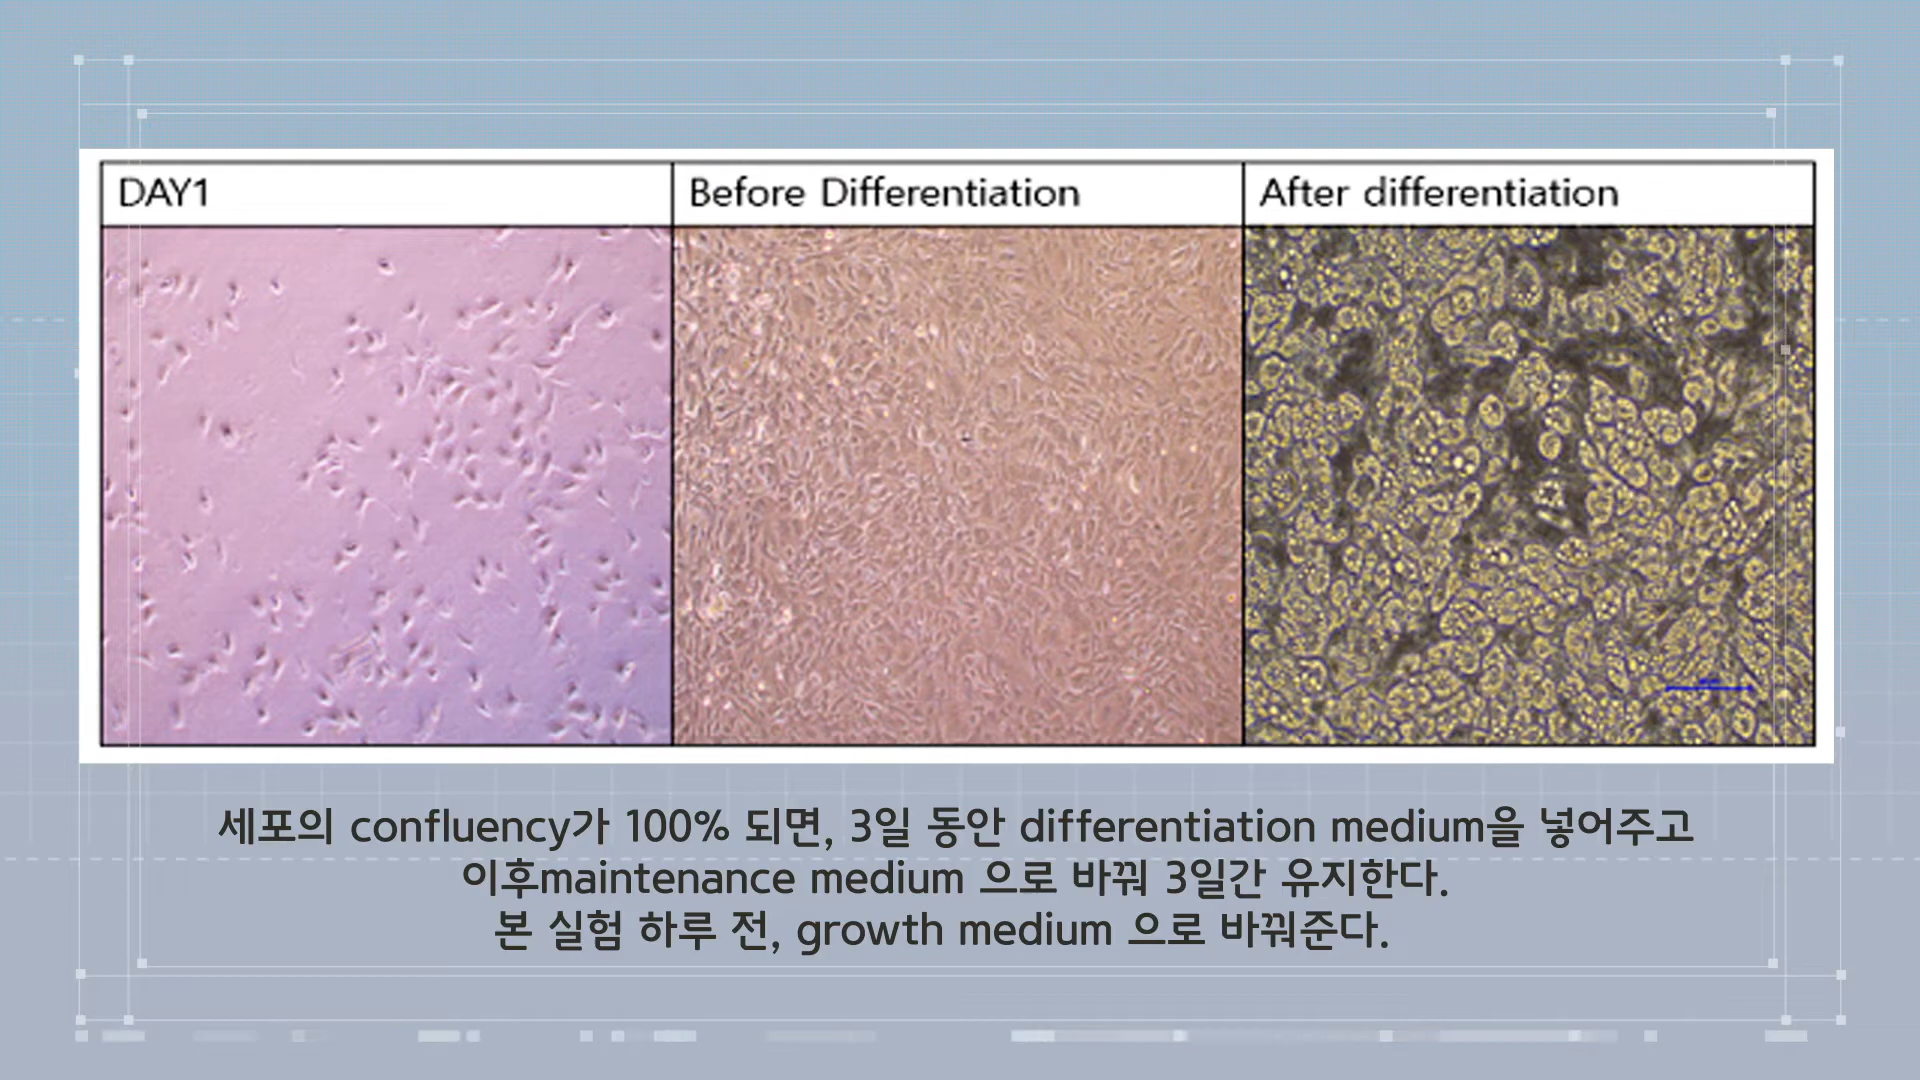 DAY1
Before Differentiation
After differentiation
세포의 confluency가 100% 되면, 3일 동안 differentiation medium을 넣어주고
이후maintenance medium 으로 바꿔 3일간 유지한다.
본 실험 하루 전, growth medium 으로 바꿔준다.